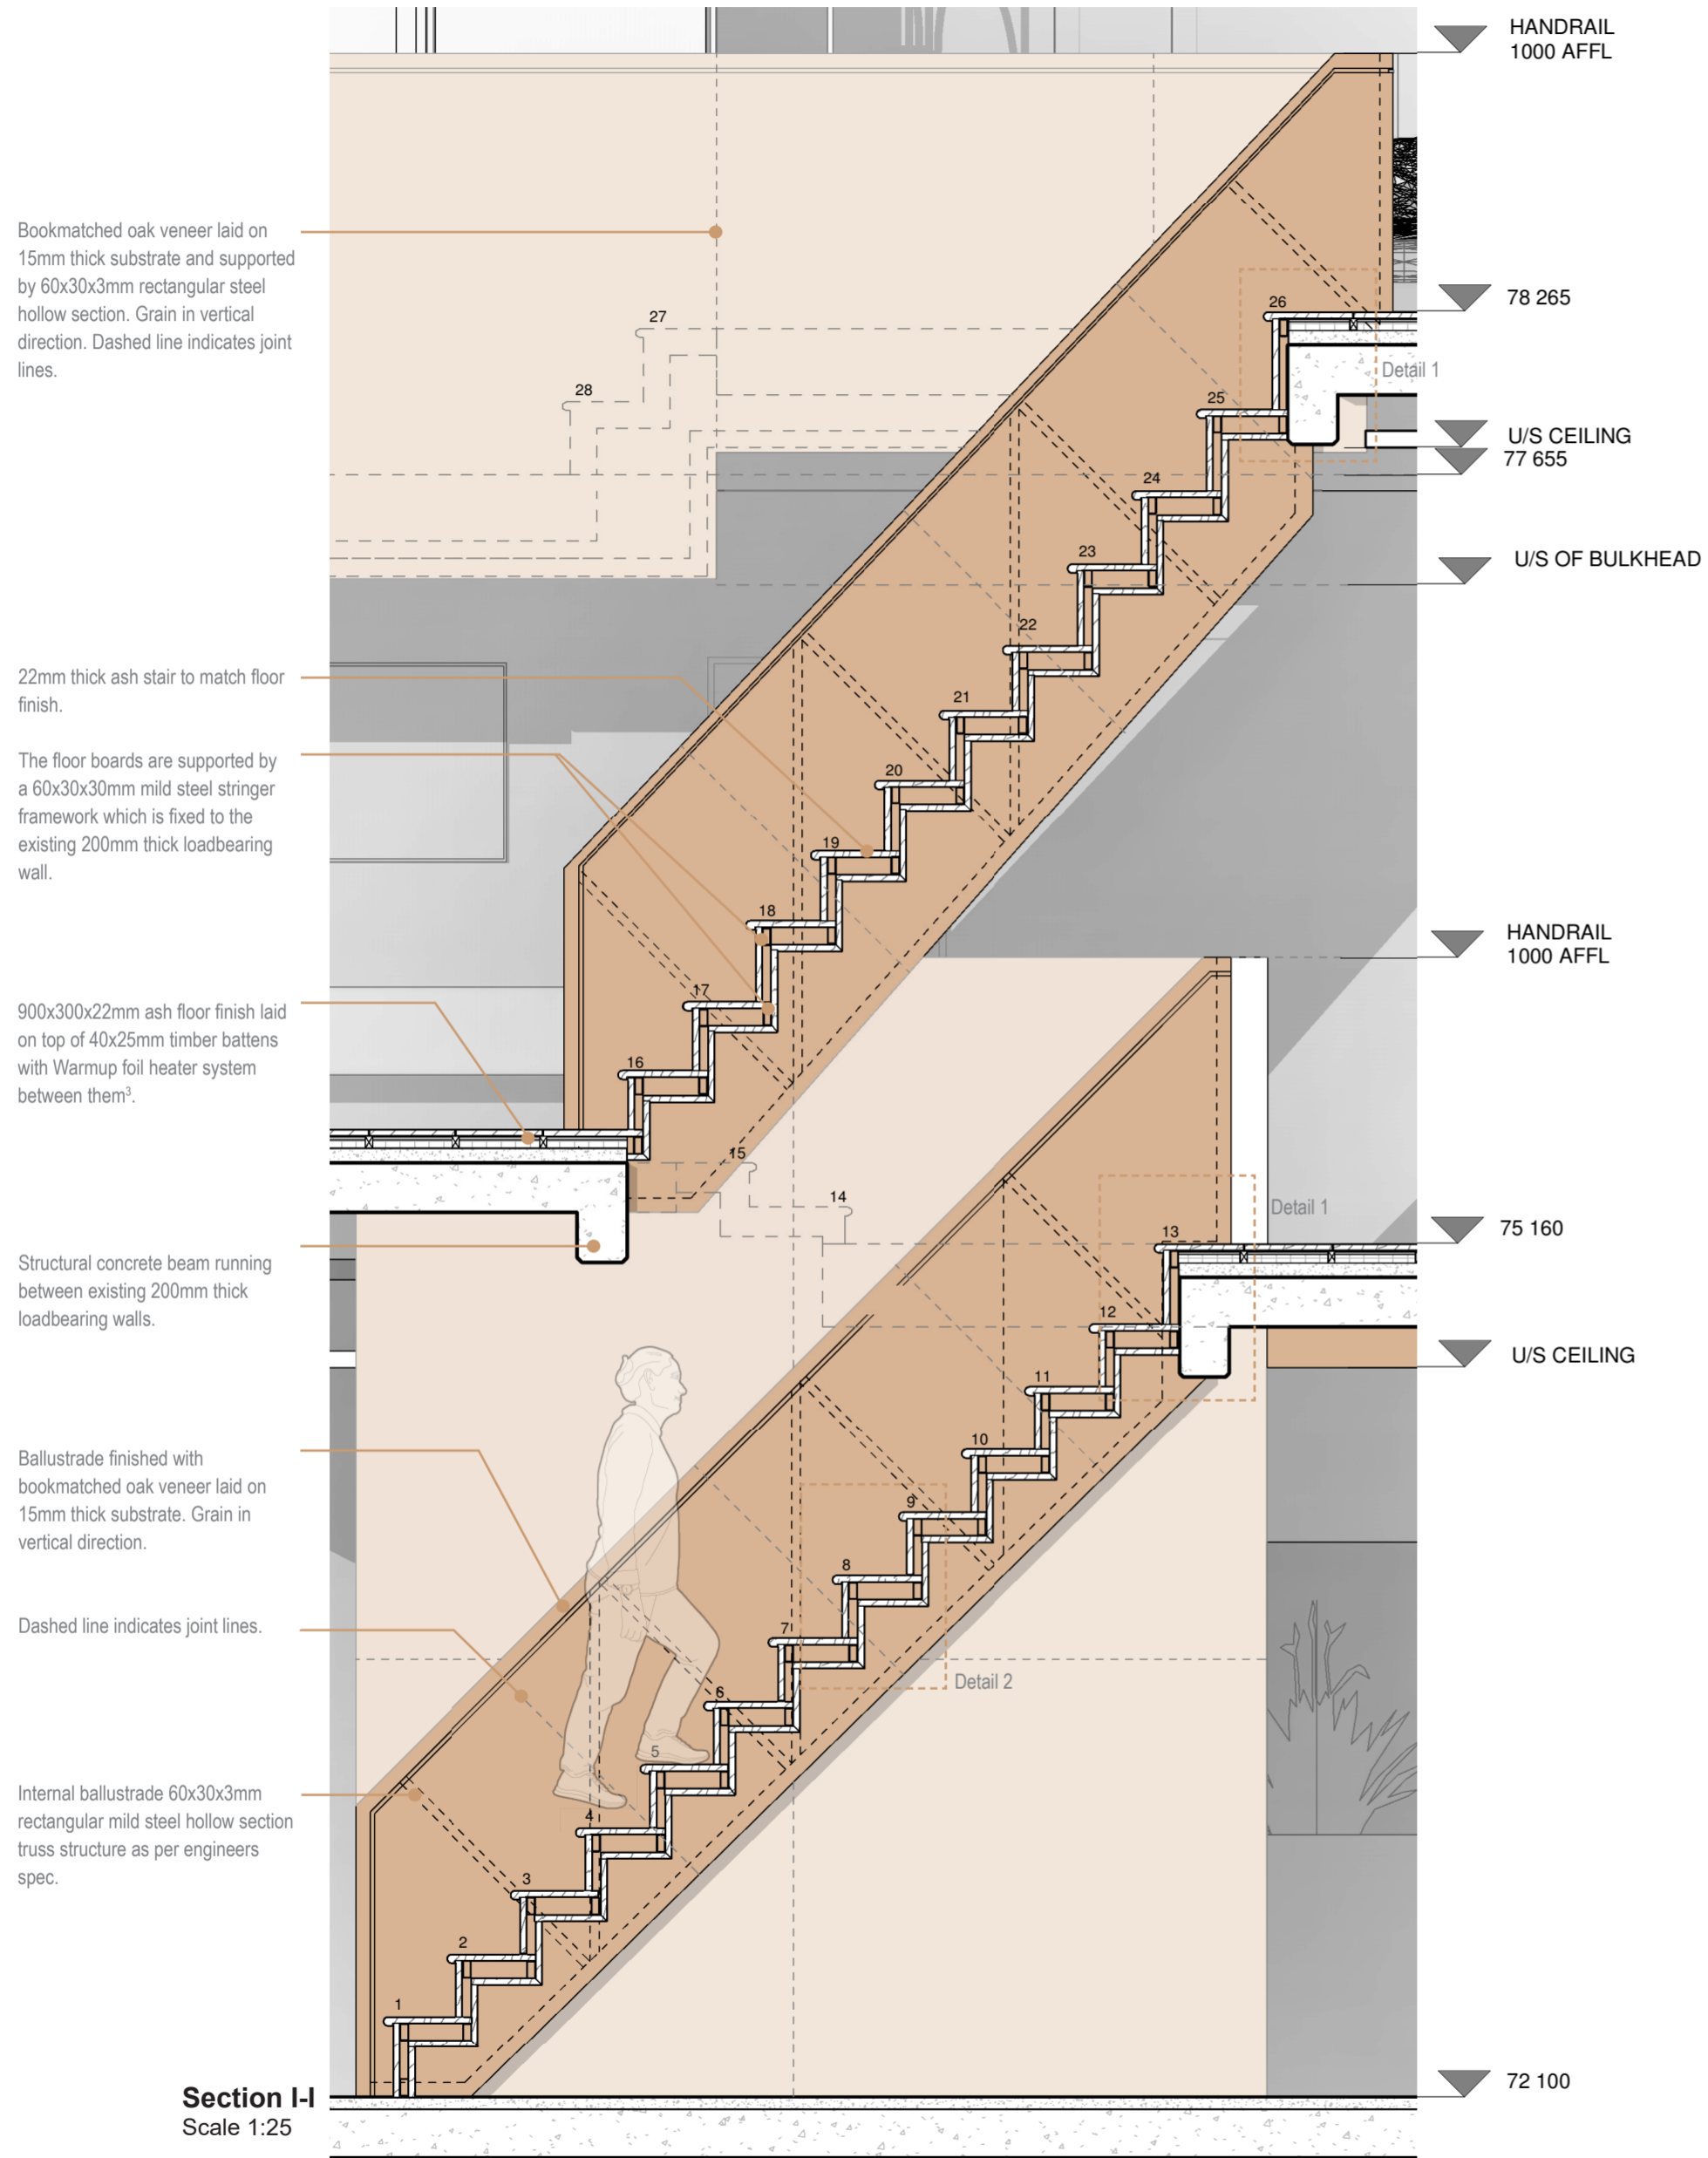 HANDRAIL
1000 AFFL
Bookmatched oak veneer laid on
15mm thick substrate and supported
by 60x30x3mm rectangular steel
hollow section. Grain in vertical
direction. Dashed line indicates joint
lines.
78 265
26
27
Detail 1
28
25
U/S CEILING
77 655
24
23
U/S OF BULKHEAD
22
22mm thick ash stair to match floor
finish.
21
The floor boards are supported by
a 60x30x30mm mild steel stringer
framework which is fixed to the
existing 200mm thick loadbearing
wall.
20
19
18
HANDRAIL
1000 AFFL
17
900x300x22mm ash floor finish laid
on top of 40x25mm timber battens
with Warmup foil heater system
between them³.
16
15
14
Detail 1
13
75 160
Structural concrete beam running
between existing 200mm thick
loadbearing walls.
12
U/S CEILING
11
10
Ballustrade finished with
bookmatched oak veneer laid on
15mm thick substrate. Grain in
vertical direction.
9
8
Dashed line indicates joint lines.
7
Detail 2
6
5
Internal ballustrade 60x30x3mm
rectangular mild steel hollow section
truss structure as per engineers
spec.
4
3
2
1
72 100
Section I-I
Scale 1:25